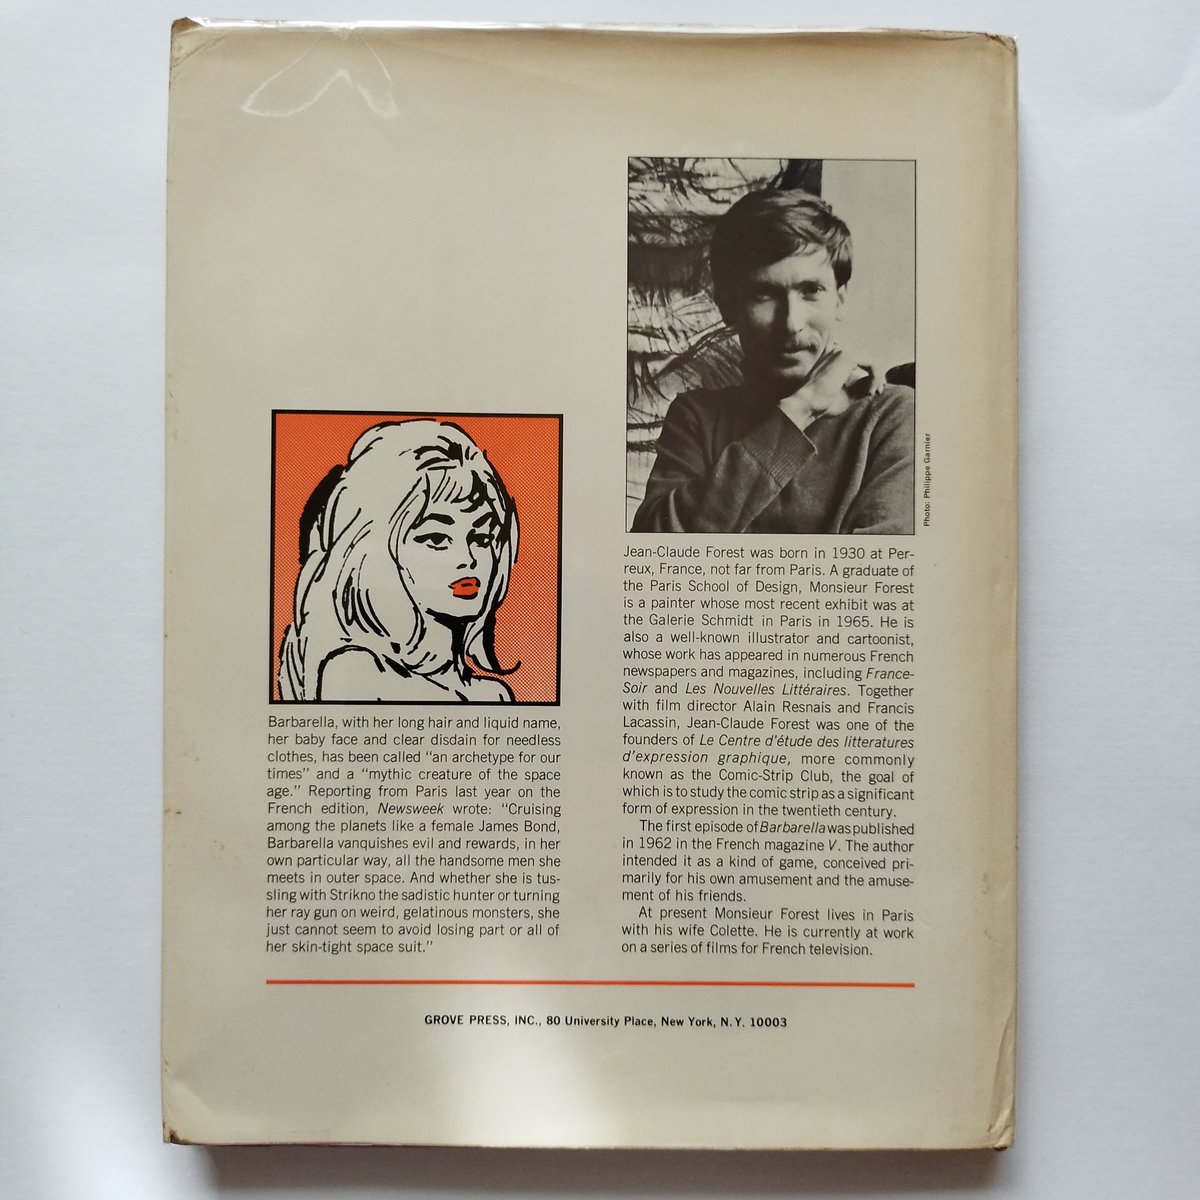 Barbarella, with her long hair and liquid name,
her baby face and clear disdain for needless
clothes, has been called “an archetype for our
times” and a “mythic creature of the space
age.” Reporting from Paris last year on the
French edition, Newsweek wrote: “Cruising
among the planets like a female James Bond,
Barbarella vanquishes evil and rewards, in her
own particular way, all the handsome men she
meets in outer space. And whether she is tus-
sling with Strikno the sadistic hunter or turning
her ray gun on weird, gelatinous monsters, she
just cannot seem to avoid losing part or all of
her skin-tight space suit.”
Photo: Philippe Garnier
Jean-Claude Forest was born in 1930 at Per-
reux, France, not far from Paris. A graduate of
the Paris School of Design, Monsieur Forest
is a painter whose most recent exhibit was at
the Galerie Schmidt in Paris in 1965. He is
also a well-known illustrator and cartoonist,
whose work has appeared in numerous French
newspapers and magazines, including France-
Soir and Les Nouvelles Littéraires. Together
with film director Alain Resnais and Francis
Lacassin, Jean-Claude Forest was one of the
founders of Le Centre d’étude des litteratures
d’expression graphique, more commonly
known as the Comic-Strip Club, the goal of
which is to study the comic strip as a significant
form of expression in the twentieth century.
The first episode of Barbarella was published
in 1962 in the French magazine V. The author
intended it as a kind of game, conceived pri-
marily for his own amusement and the amuse-
ment of his friends.
At present Monsieur Forest lives in Paris
with his wife Colette. He is currently at work
on a series of films for French television.
GROVE PRESS, INC., 80 University Place, New York, N.Y. 10003